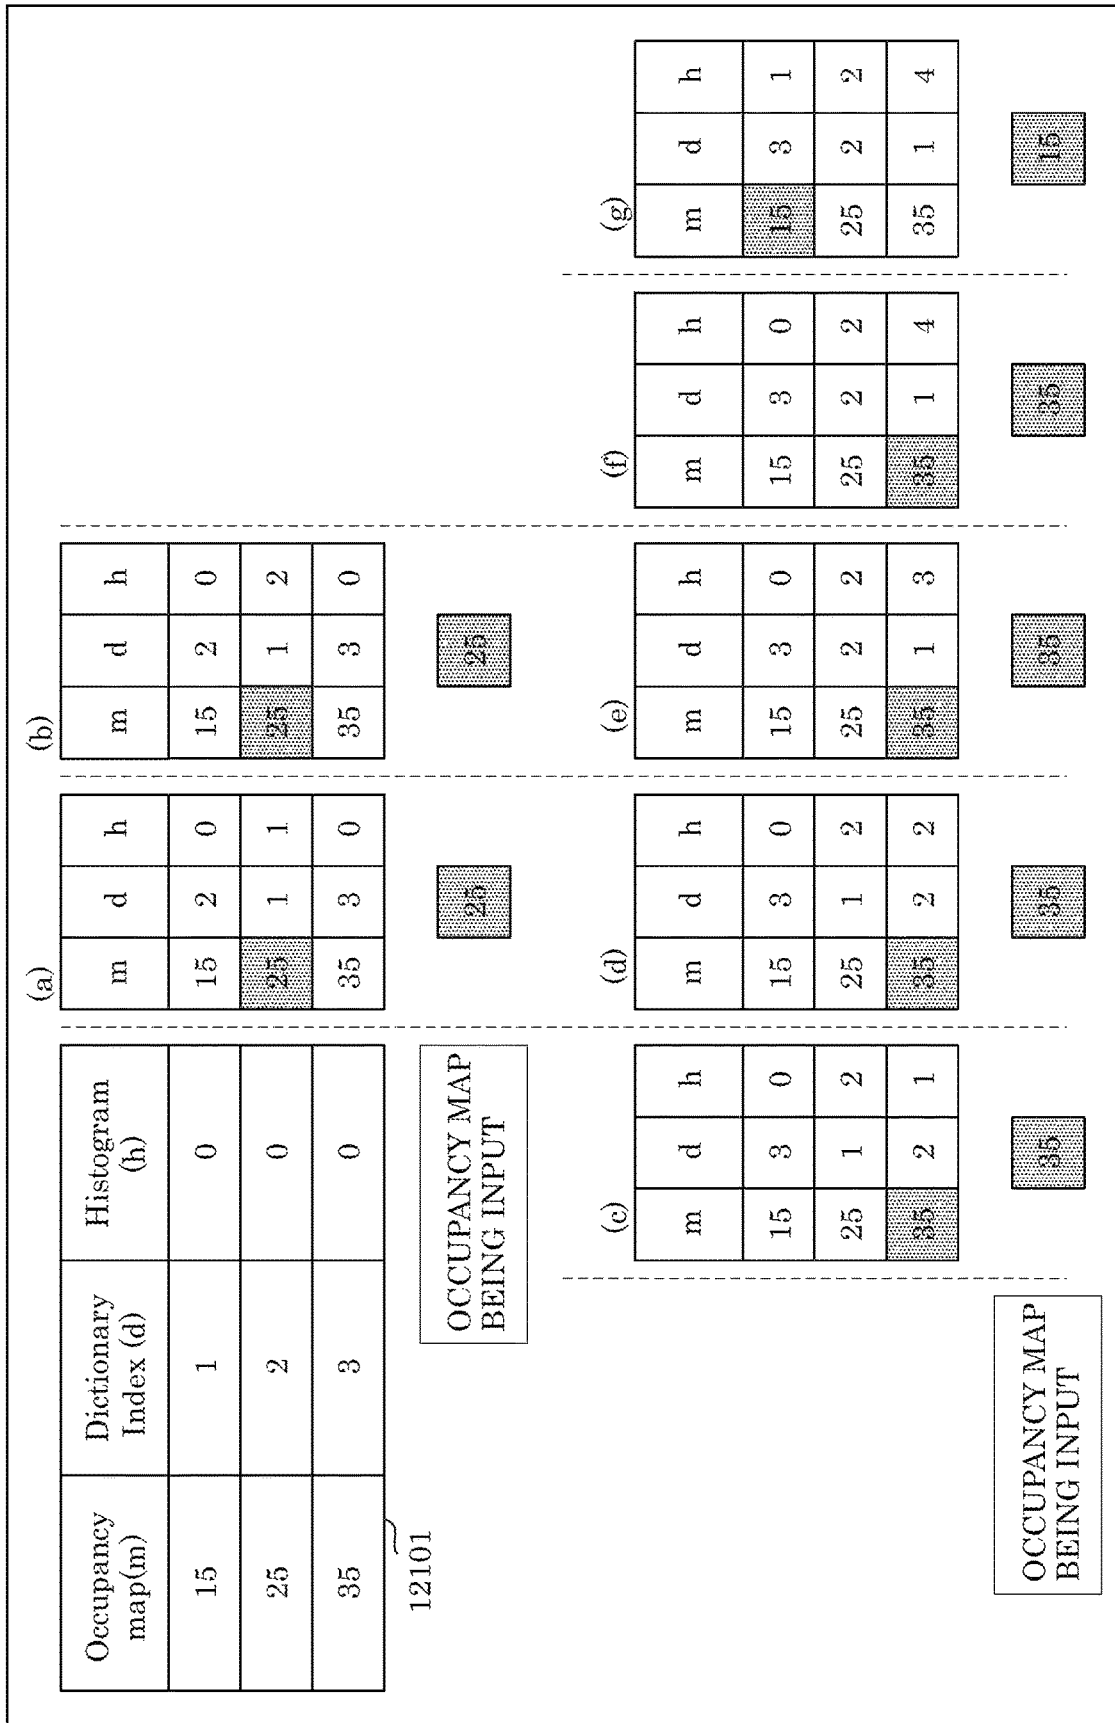 Occupancy map(m) Dictionary Index (d) Histogram (h)
15 1 0
25 2 0
35 3 0
12101
OCCUPANCY MAP
BEING INPUT
(a)
m d h
15 2 0
25 1 1
35 3 0
25
(b)
m d h
15 2 0
25 1 2
35 3 0
25
OCCUPANCY MAP
BEING INPUT
(c)
m d h
15 3 0
25 1 2
35 2 1
35
(d)
m d h
15 3 0
25 1 2
35 2 2
35
(e)
m d h
15 3 0
25 2 2
35 1 3
35
(f)
m d h
15 3 0
25 2 2
35 1 4
35
(g)
m d h
15 3 1
25 2 2
35 1 4
15